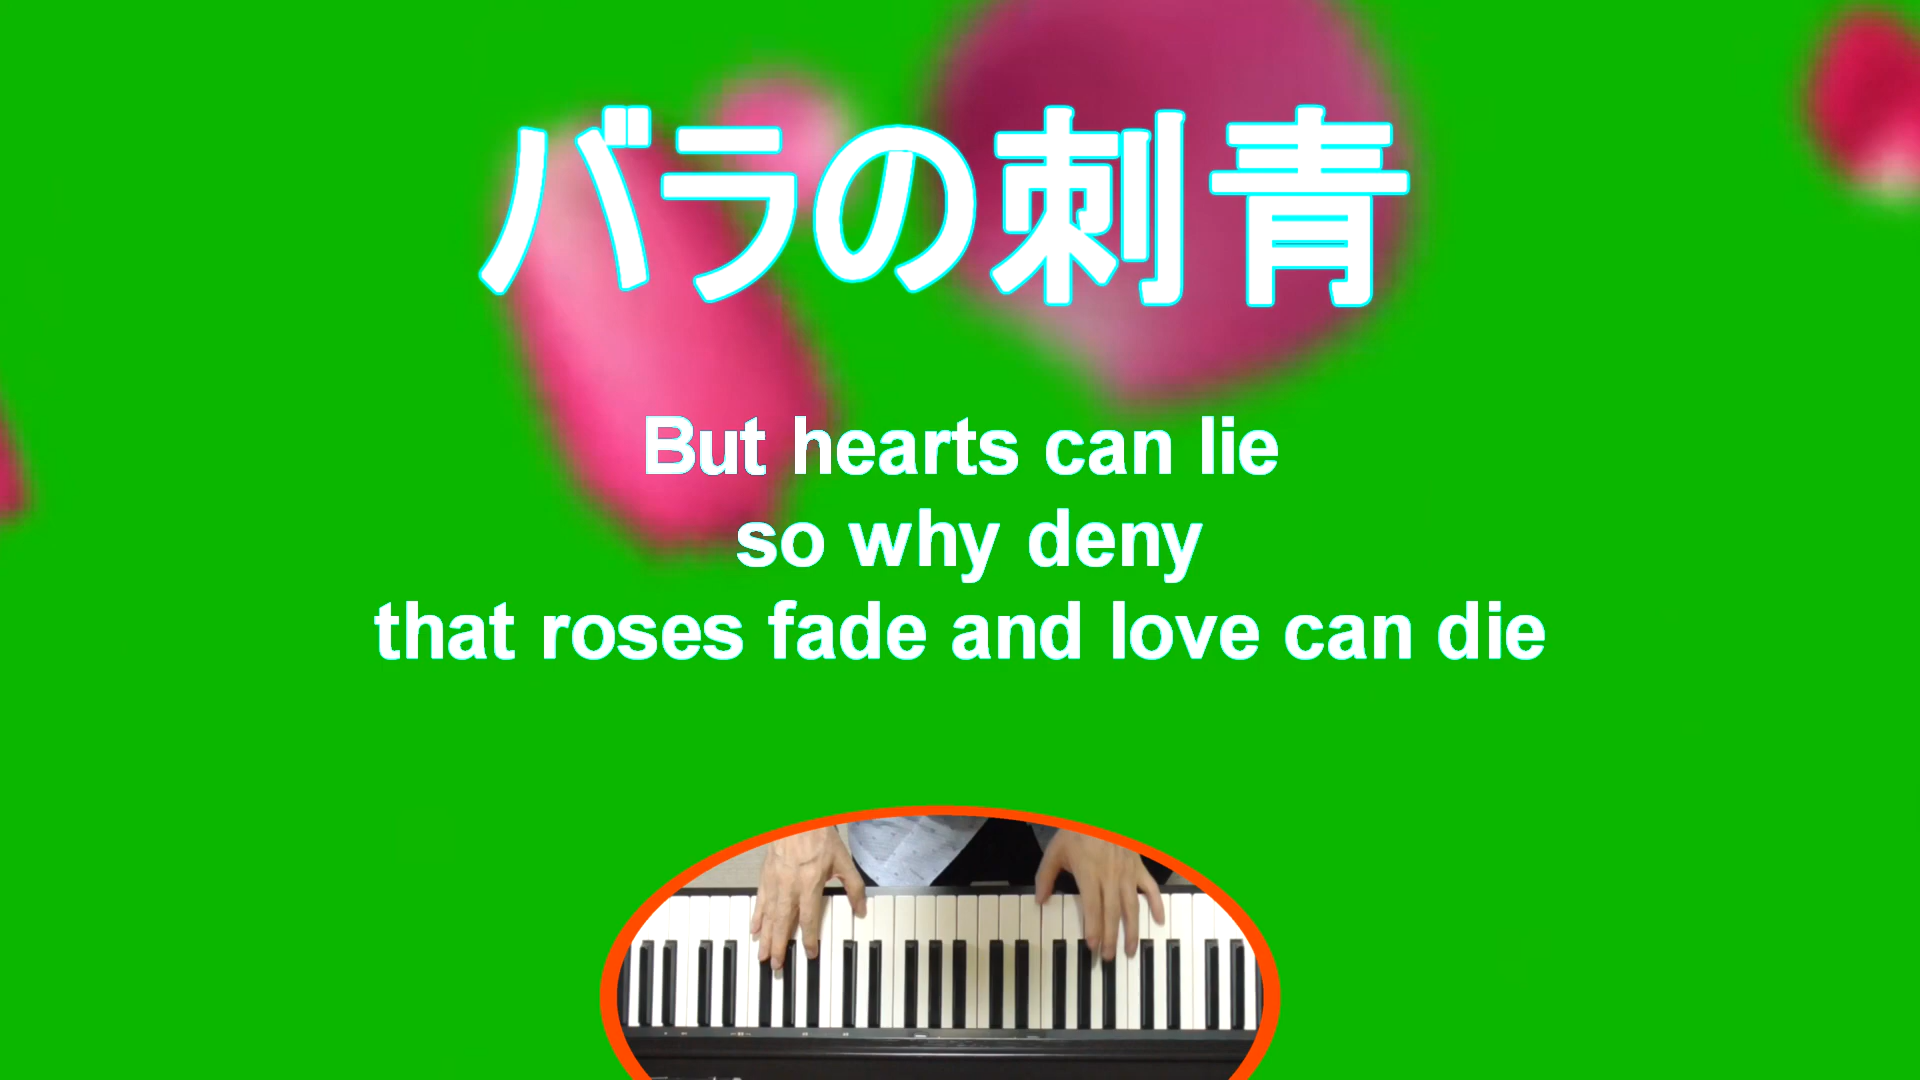 バラの刺青
But hearts can lie
so why deny
that roses fade and love can die